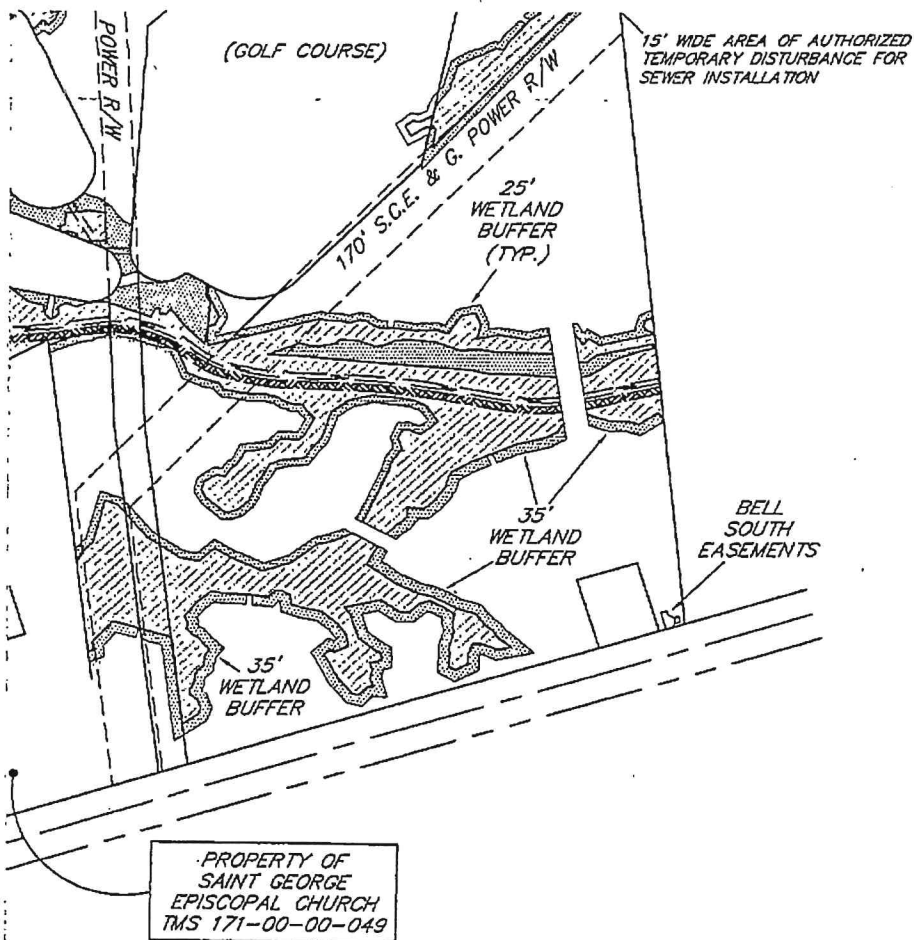 POWER R/W
(GOLF COURSE)
15' WIDE AREA OF AUTHORIZED
TEMPORARY DISTURBANCE FOR
SEWER INSTALLATION
170' S.C.E. & G. POWER R/W
25'
WETLAND
BUFFER
(TYP.)
35'
WETLAND
BUFFER
BELL
SOUTH
EASEMENTS
35'
WETLAND
BUFFER
PROPERTY OF
SAINT GEORGE
EPISCOPAL CHURCH
TMS 171-00-00-049